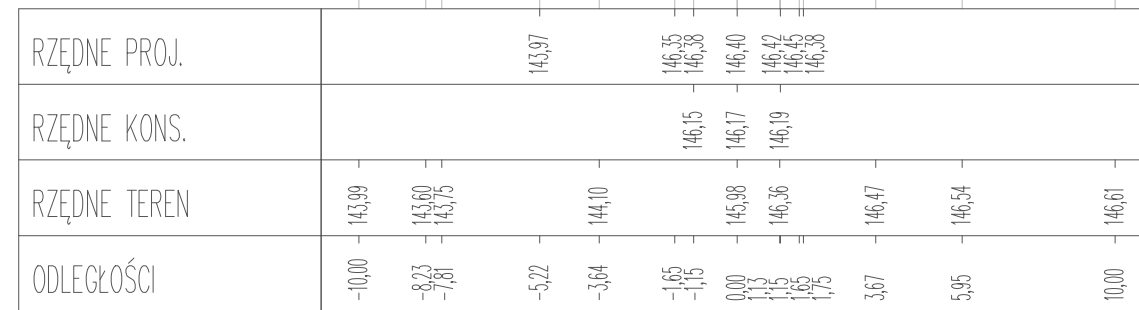 RZĘDNE PROJ. 143,97 146,35 146,38 146,40 146,42 146,45 146,38
RZĘDNE KONS. 146,15 146,17 146,19
RZĘDNE TEREN 143,99 143,60 143,75 144,10 145,98 146,36 146,47 146,54 146,61
ODLEGŁOŚCI -10,00 -8,23 -7,81 -5,22 -3,64 -1,65 -1,15 0,00 1,13 1,15 1,65 1,75 3,67 5,95 10,00